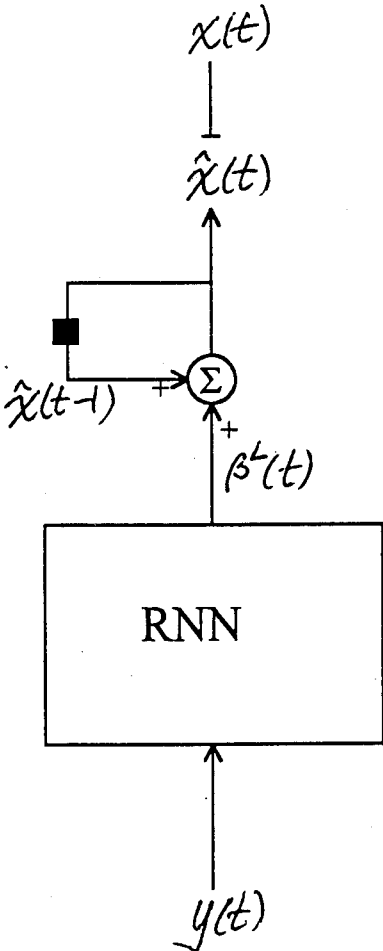 x(t)
x̂(t)
Σ
x̂(t-1) +
+
β^L(t)
RNN
y(t)